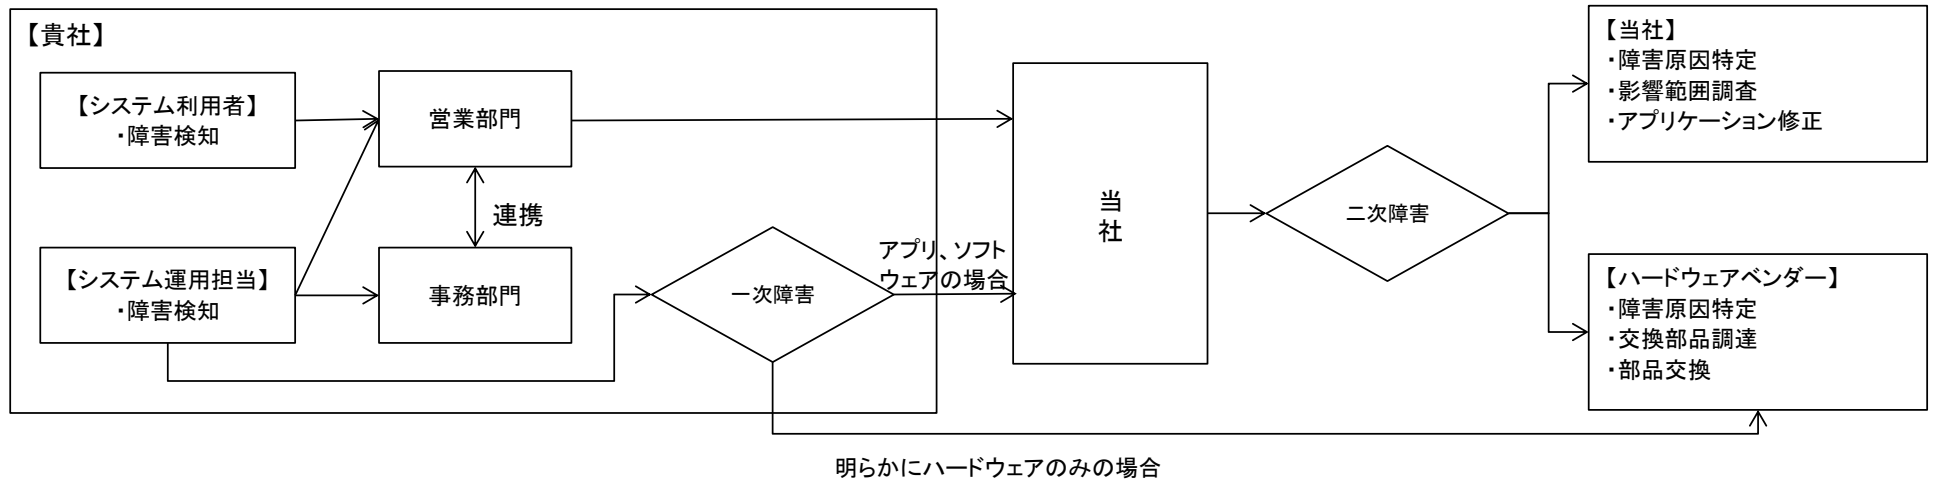 【貴社】
【システム利用者】
・障害検知
営業部門
連携
【システム運用担当】
・障害検知
事務部門
一次障害
アプリ、ソフト
ウェアの場合
当
社
二次障害
【当社】
・障害原因特定
・影響範囲調査
・アプリケーション修正
【ハードウェアベンダー】
・障害原因特定
・交換部品調達
・部品交換
明らかにハードウェアのみの場合